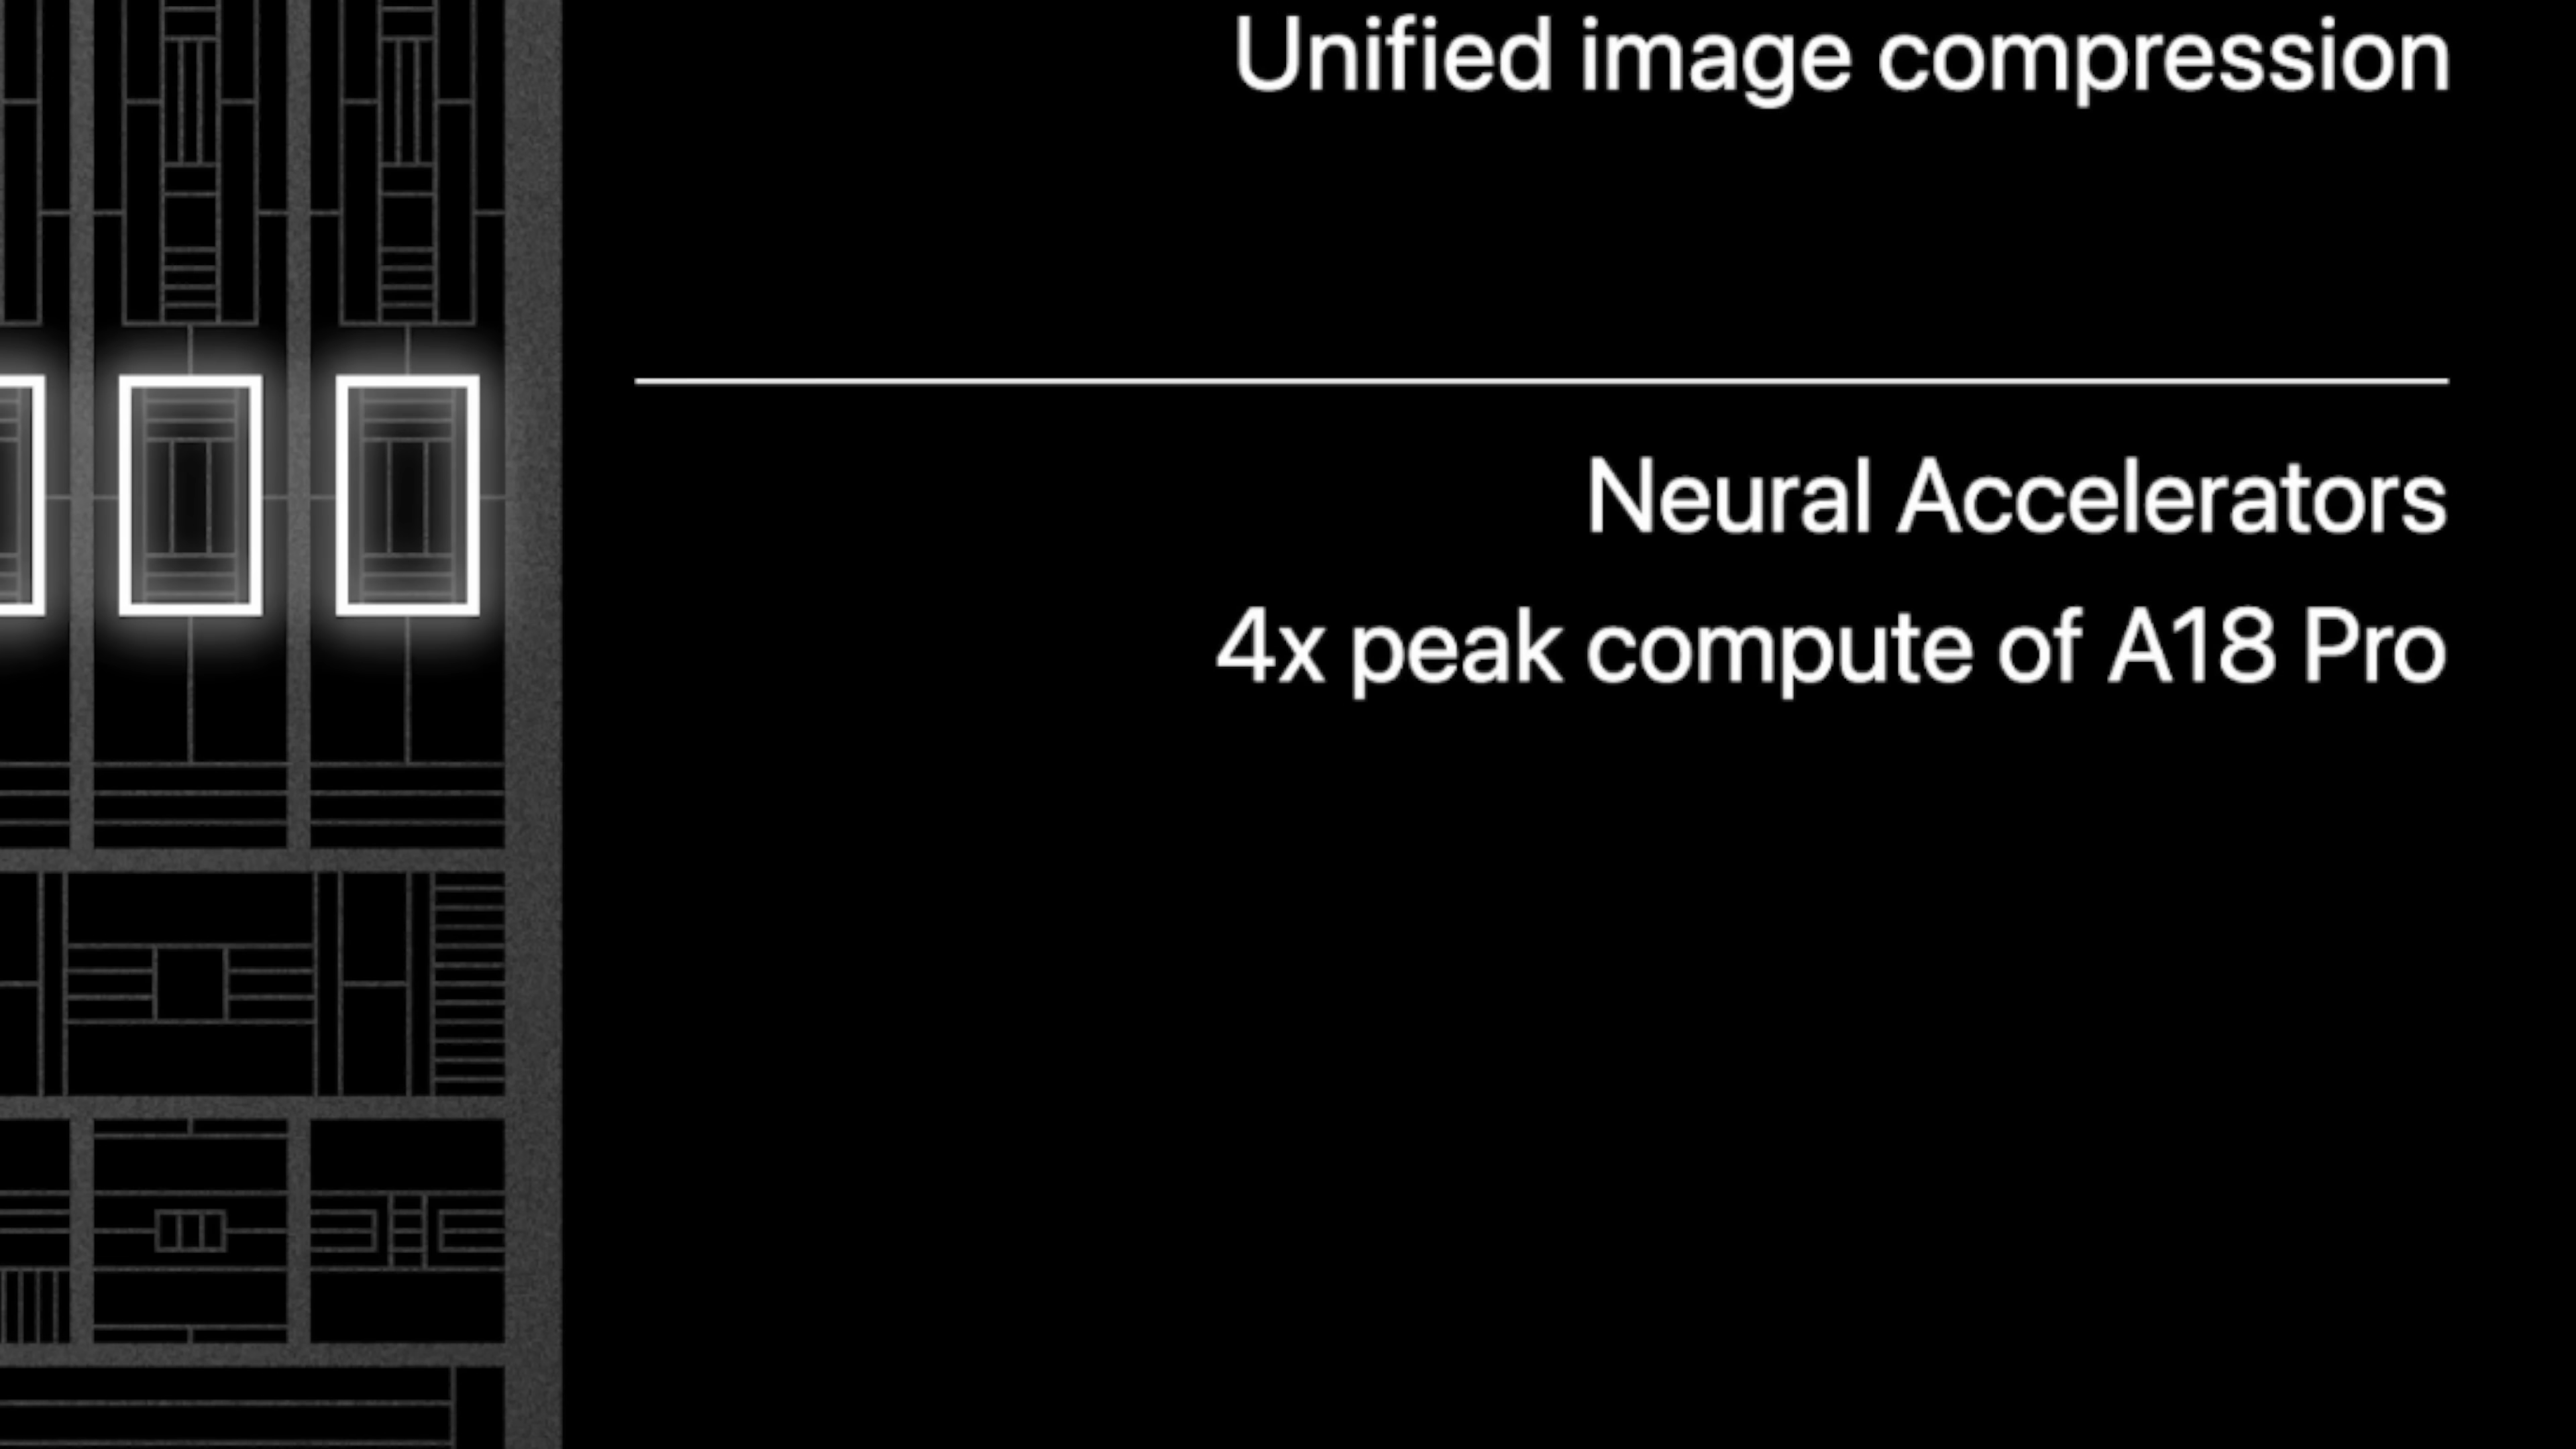 Unified image compression
Neural Accelerators
4x peak compute of A18 Pro